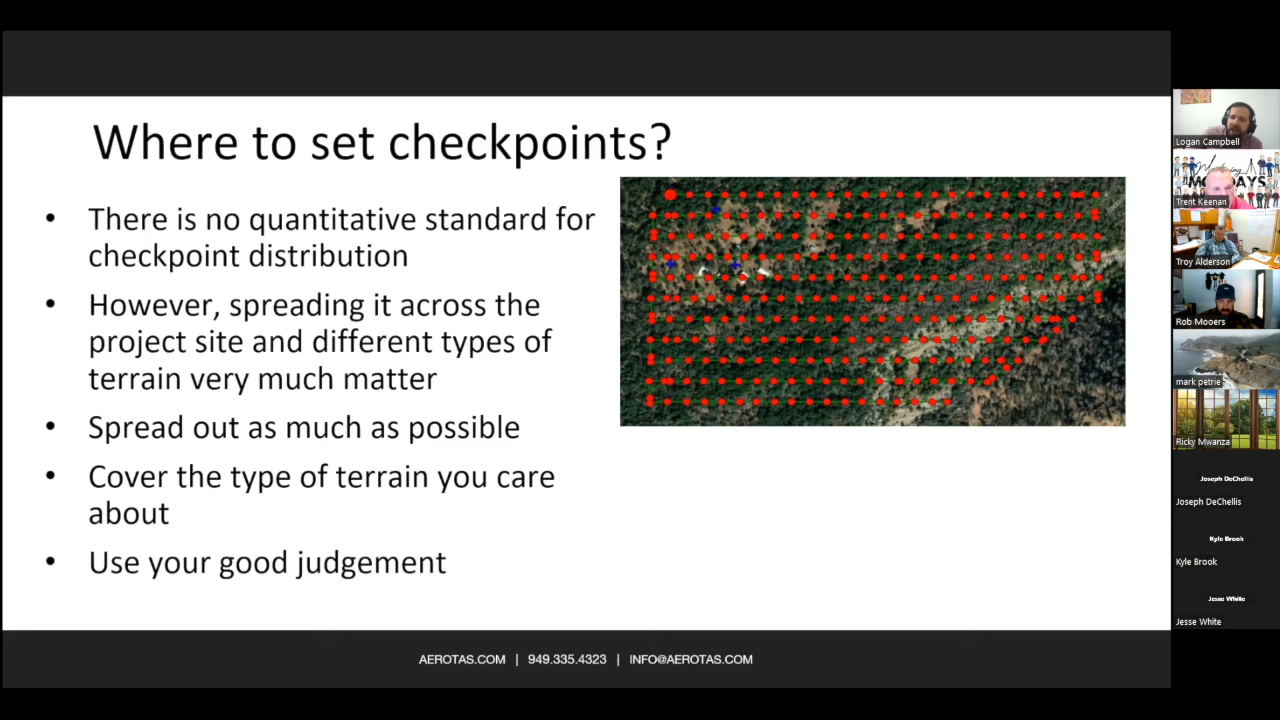 Where to set checkpoints?
• There is no quantitative standard for
checkpoint distribution
• However, spreading it across the
project site and different types of
terrain very much matter
• Spread out as much as possible
• Cover the type of terrain you care
about
• Use your good judgement
AEROTAS.COM | 949.335.4323 | INFO@AEROTAS.COM
Logan Campbell
MONDAYS
Trent Keenan
Troy Alderson
Rob Mooers
mark petrie
Ricky Mwanza
Joseph DeChellis
Joseph DeChellis
Kyle Brook
Kyle Brook
Jesse White
Jesse White